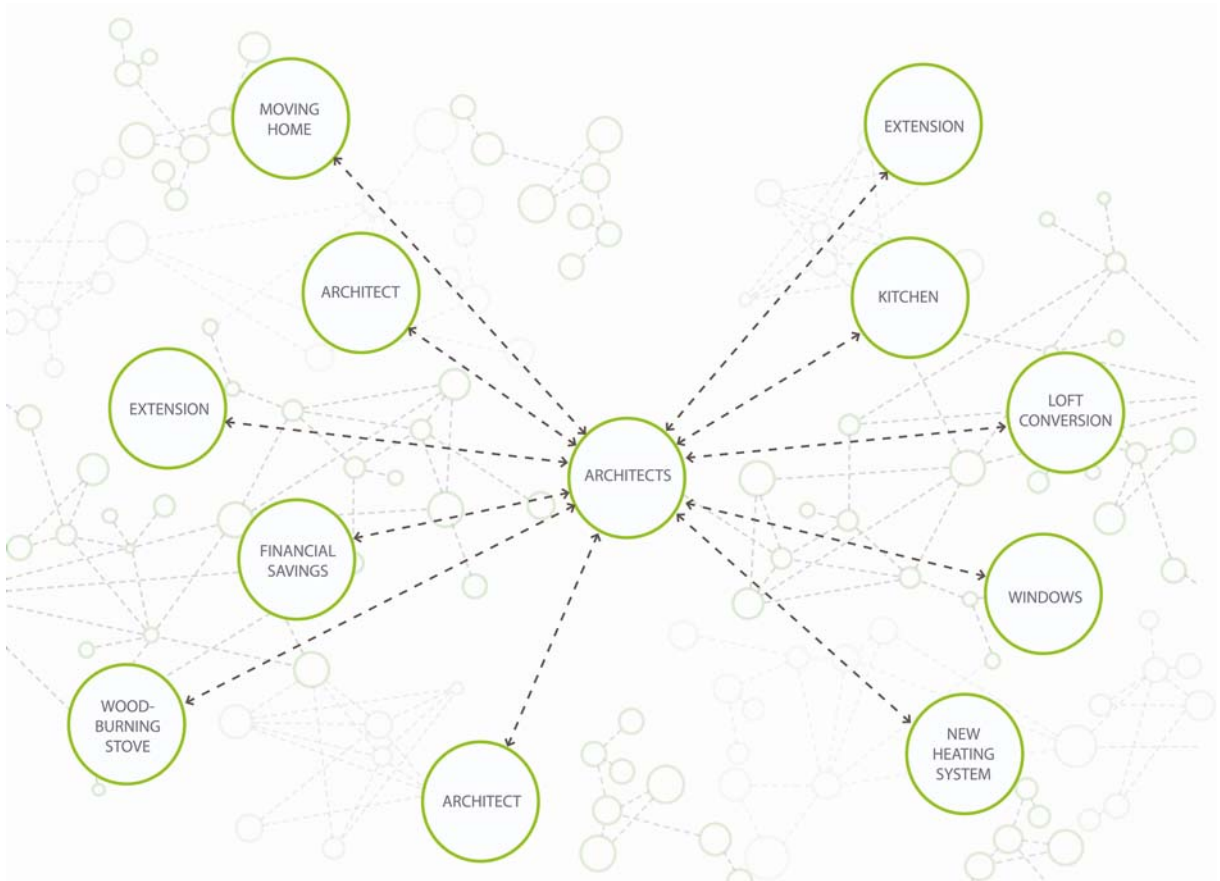 MOVING
HOME
EXTENSION
ARCHITECT
KITCHEN
EXTENSION
LOFT
CONVERSION
ARCHITECTS
FINANCIAL
SAVINGS
WINDOWS
WOOD-
BURNING
STOVE
NEW
HEATING
SYSTEM
ARCHITECT